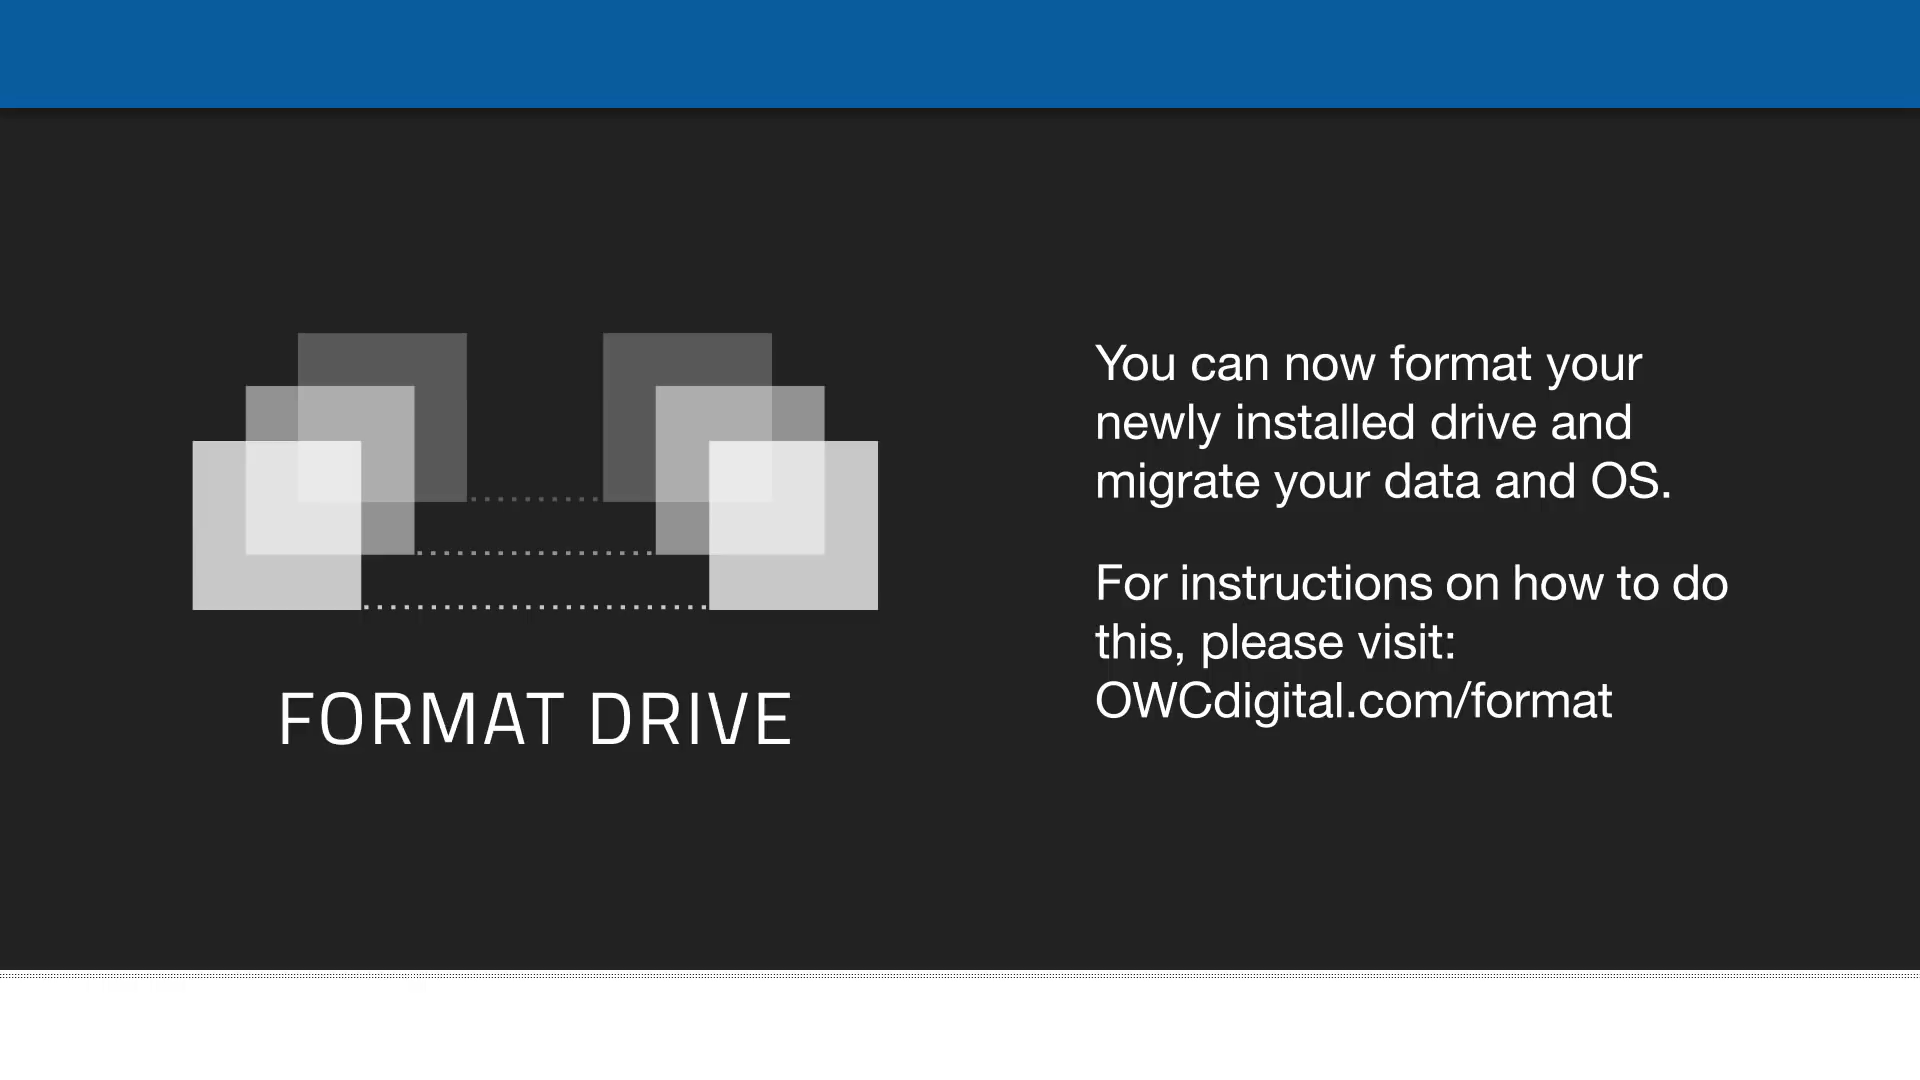 FORMAT DRIVE
You can now format your
newly installed drive and
migrate your data and OS.
For instructions on how to do
this, please visit:
OWCdigital.com/format